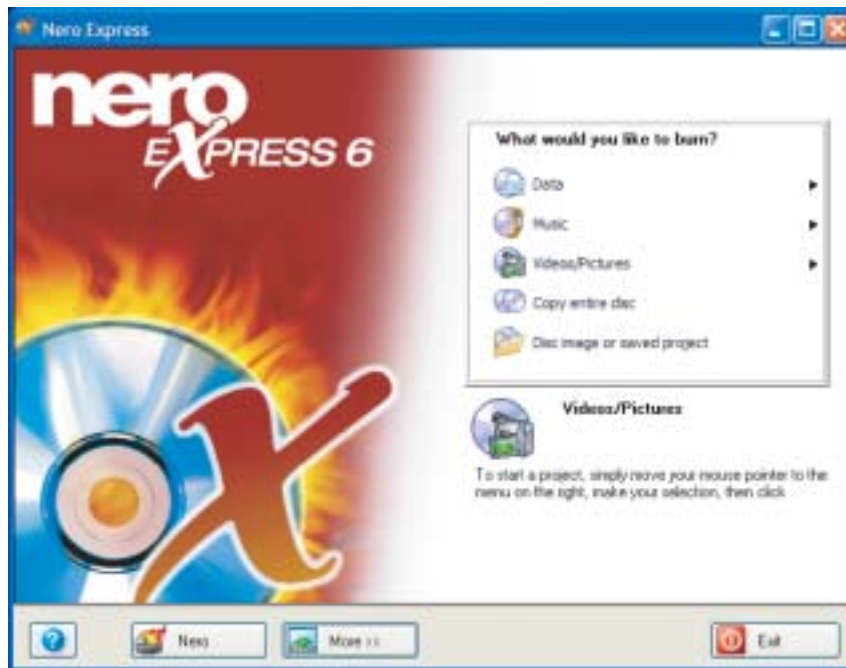 Nero Express
nero
EXPRESS 6
What would you like to burn?
Data
Music
Videos/Pictures
Copy entire disc
Disc image or saved project
Videos/Pictures
To start a project, simply move your mouse pointer to the
menu on the right, make your selection, then click
Nero
More >>
Exit